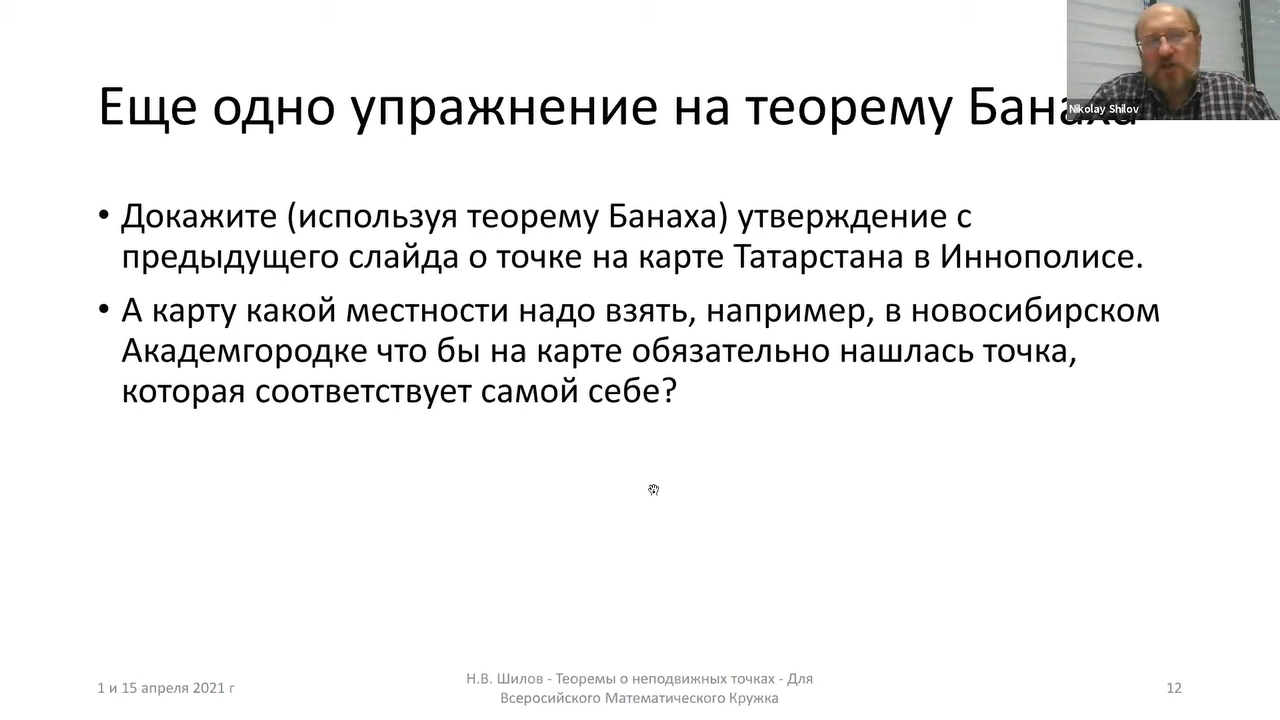 Еще одно упражнение на теорему Банаха
Nikolay Shilov
• Докажите (используя теорему Банаха) утверждение с
предыдущего слайда о точке на карте Татарстана в Иннополисе.
• А карту какой местности надо взять, например, в новосибирском
Академгородке что бы на карте обязательно нашлась точка,
которая соответствует самой себе?
1 и 15 апреля 2021 г
Н.В. Шилов - Теоремы о неподвижных точках - Для
Всеросийского Математического Кружка
12